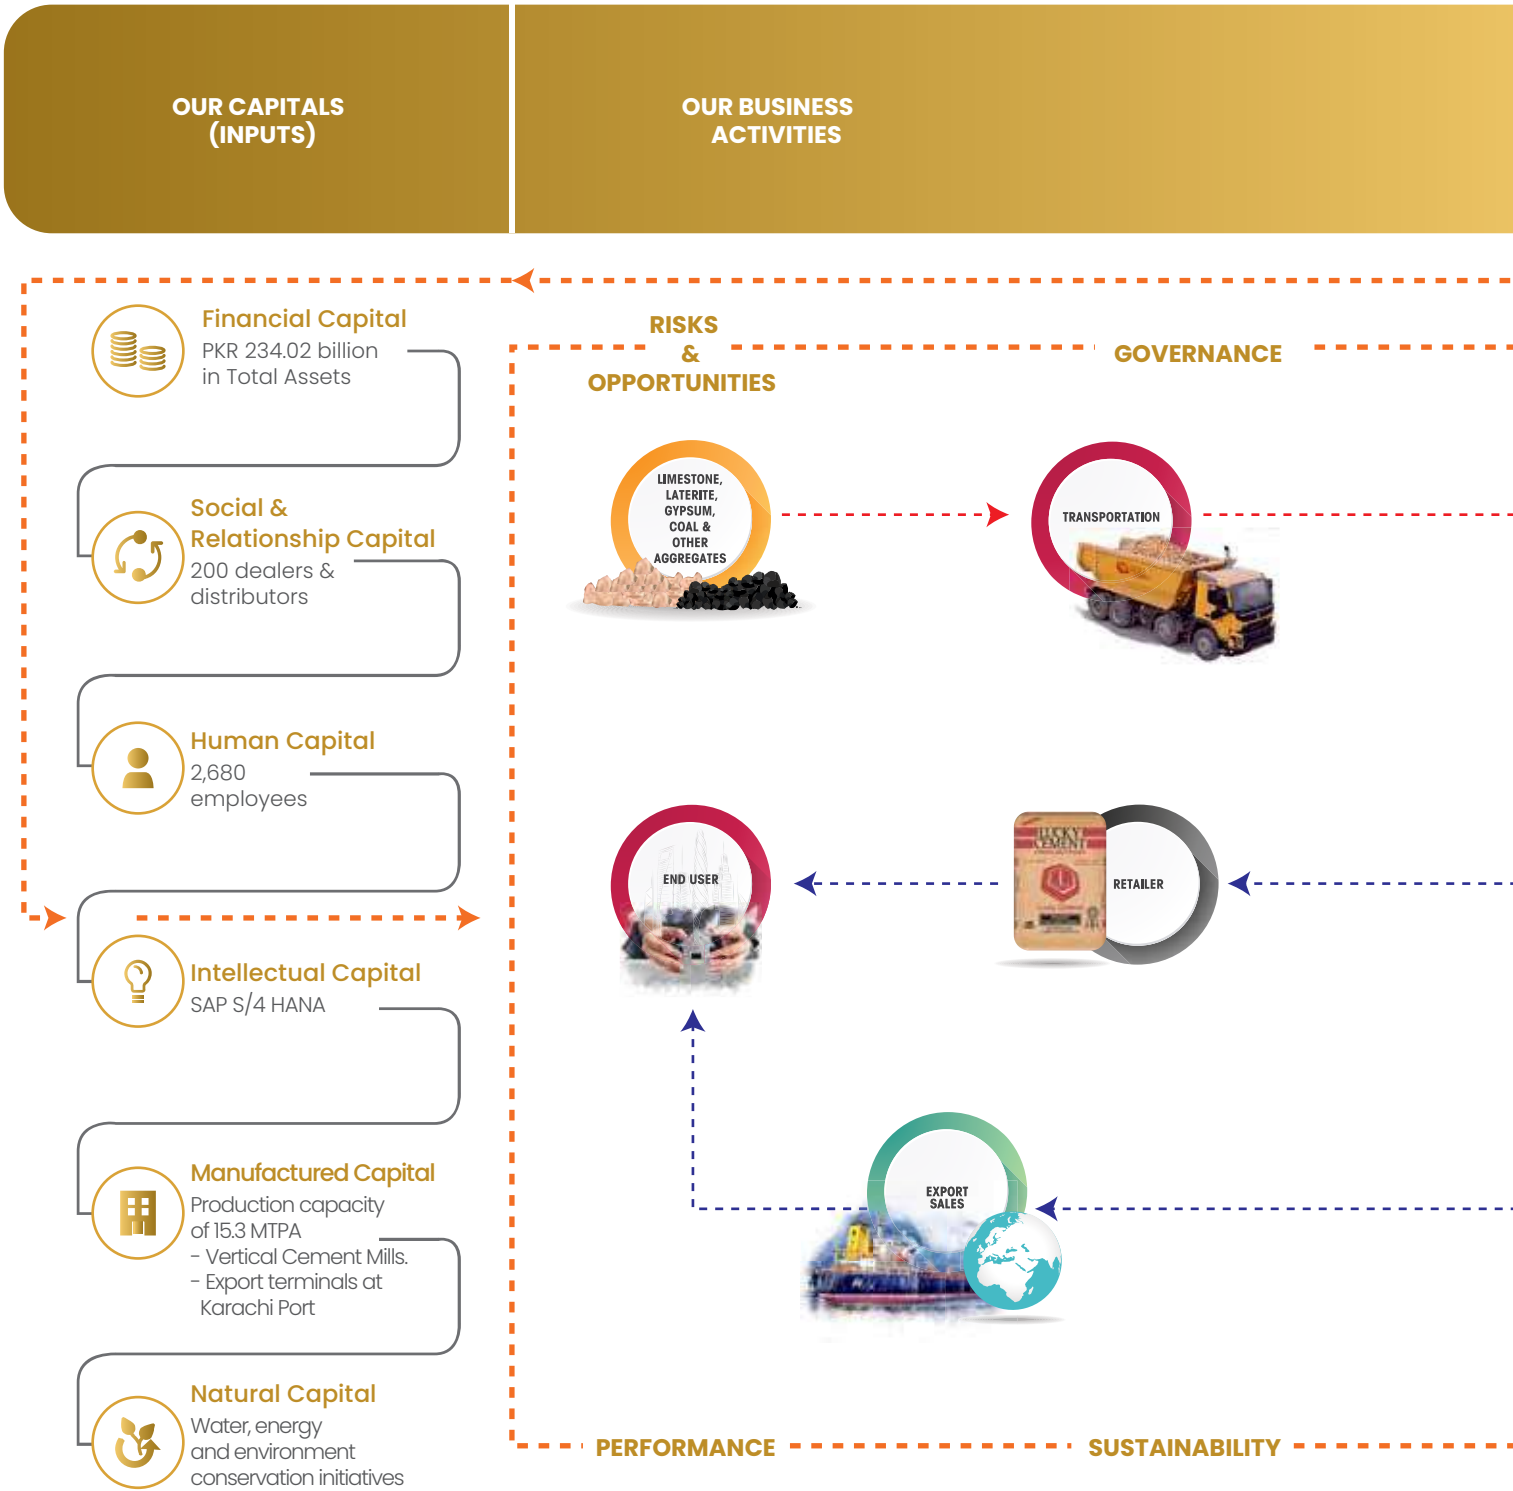 OUR CAPITALS
(INPUTS)
OUR BUSINESS
ACTIVITIES
Financial Capital
PKR 234.02 billion
in Total Assets
Social &
Relationship Capital
200 dealers &
distributors
Human Capital
2,680
employees
Intellectual Capital
SAP S/4 HANA
Manufactured Capital
Production capacity
of 15.3 MTPA
- Vertical Cement Mills.
- Export terminals at
Karachi Port
Natural Capital
Water, energy
and environment
conservation initiatives
RISKS
&
OPPORTUNITIES
GOVERNANCE
LIMESTONE,
LATERITE,
GYPSUM,
COAL &
OTHER
AGGREGATES
TRANSPORTATION
END USER
LUCKY
CEMENT
RETAILER
EXPORT
SALES
PERFORMANCE
SUSTAINABILITY